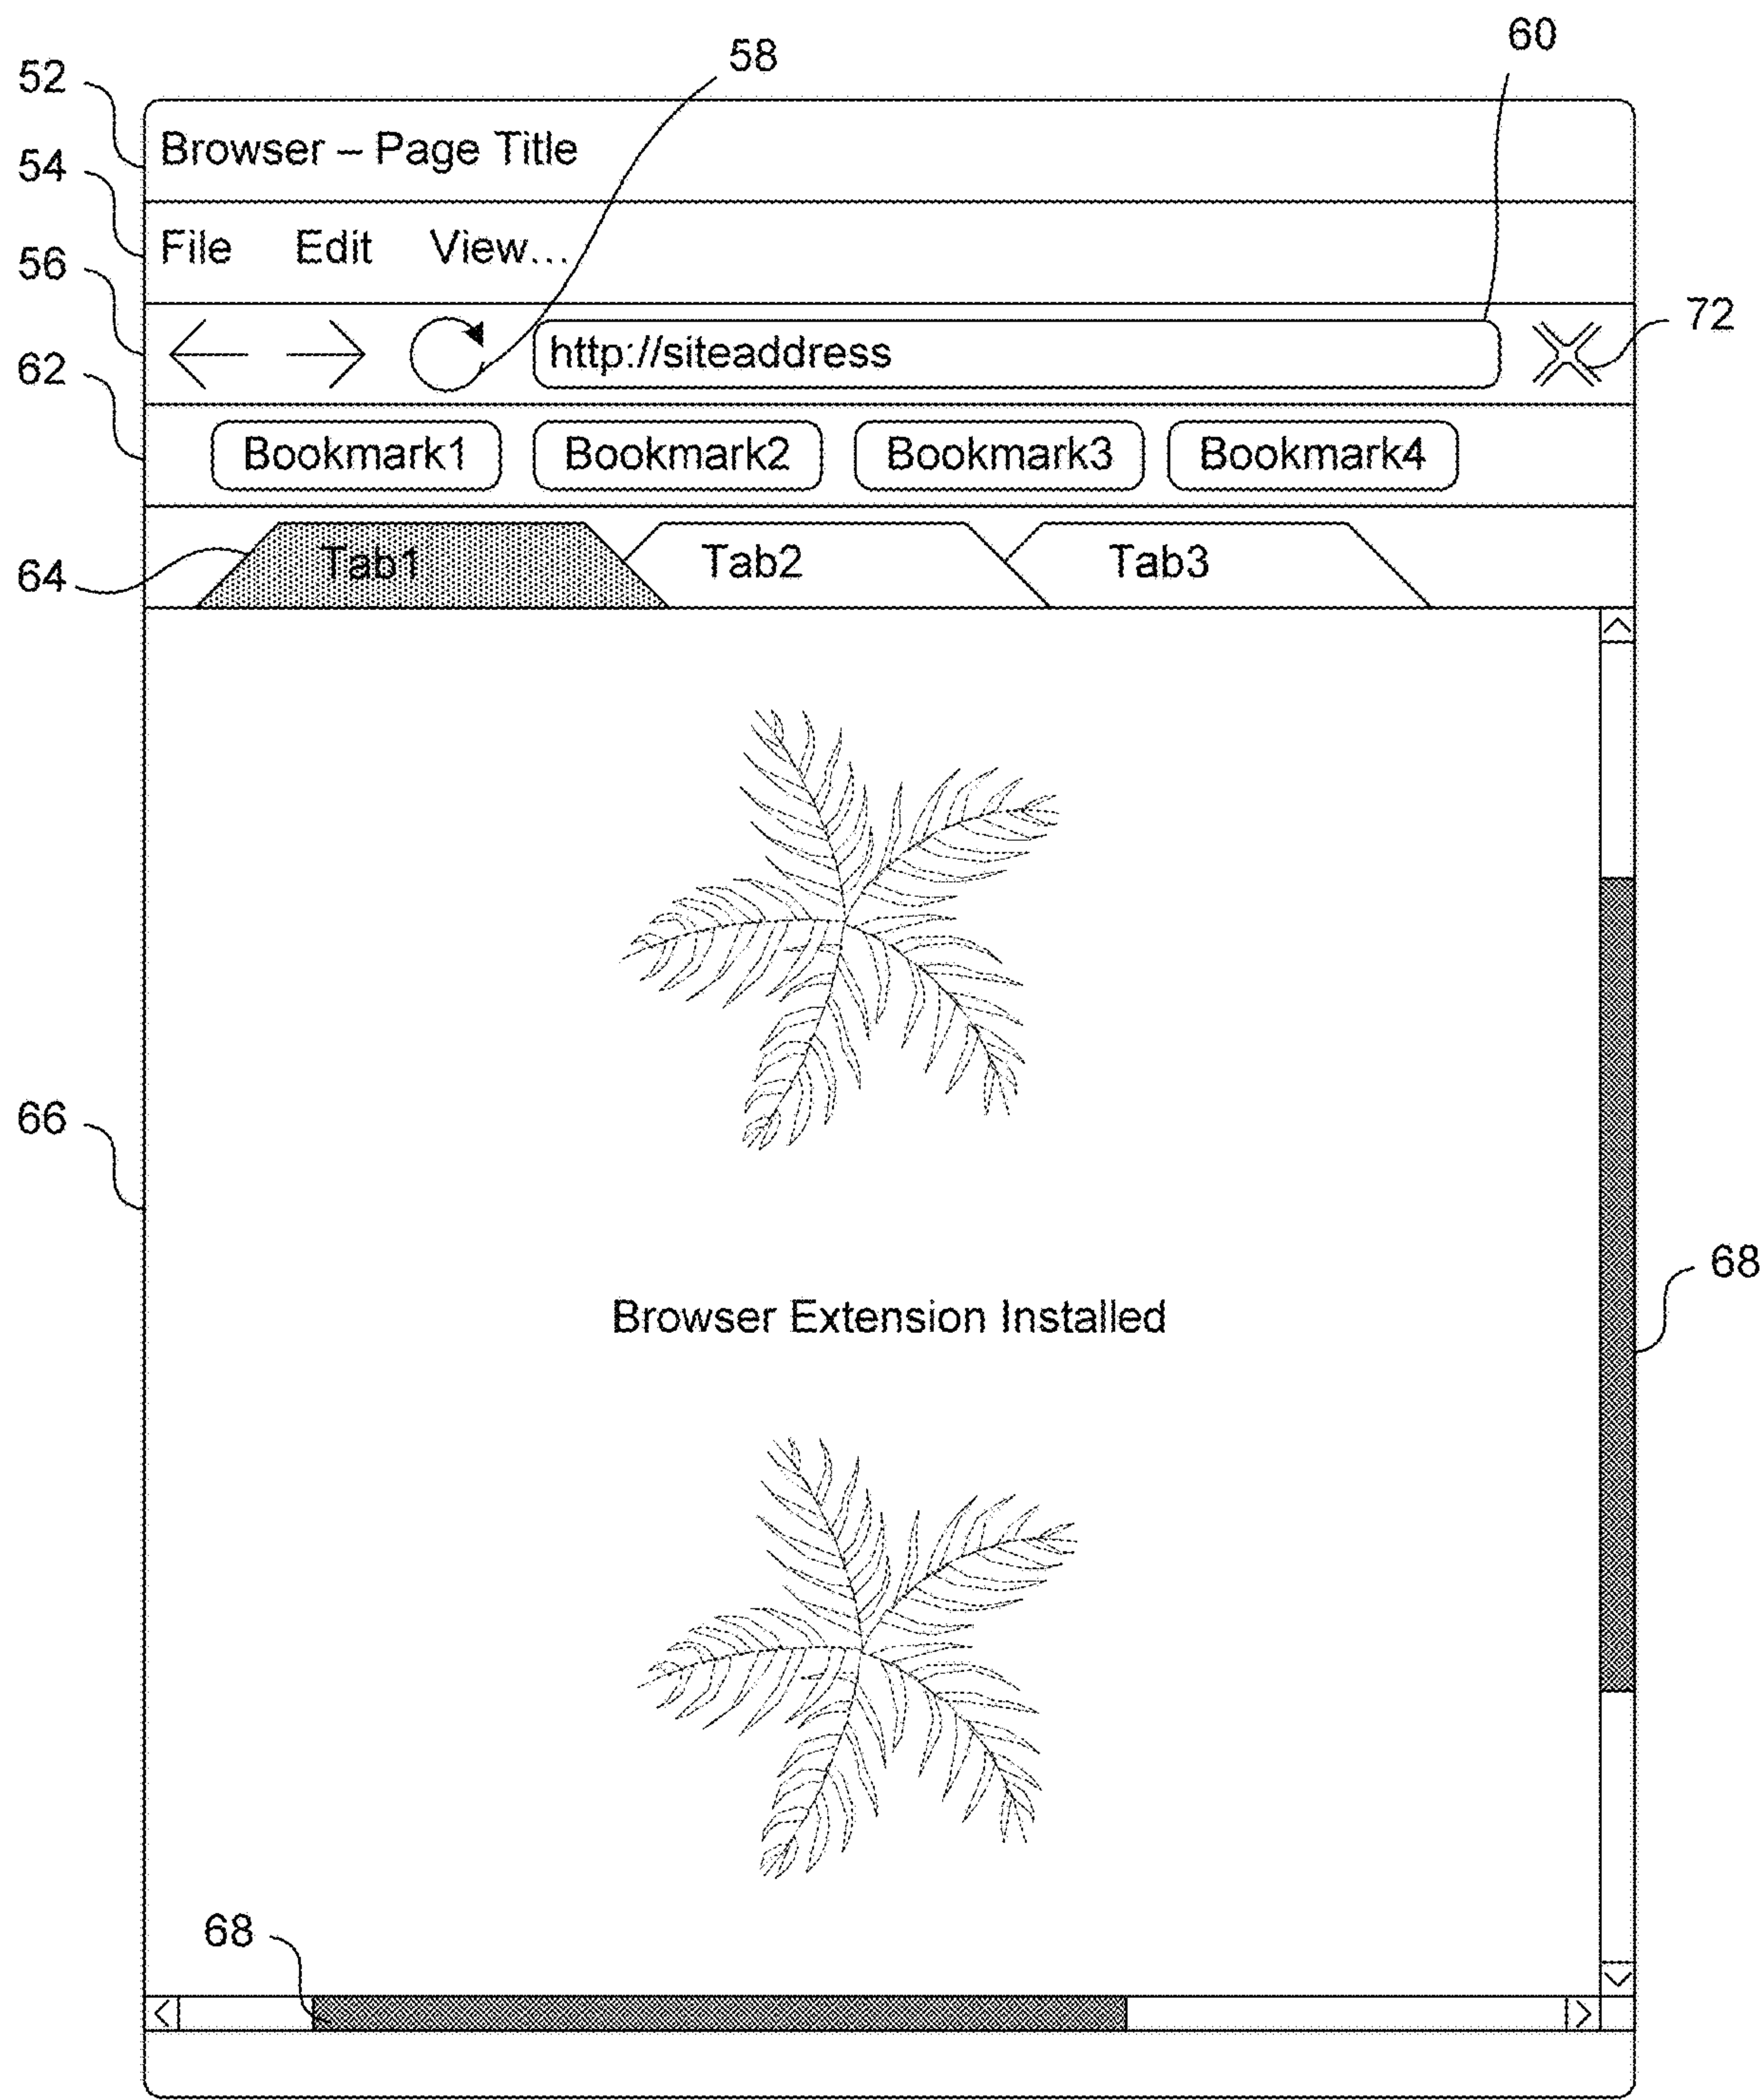 58
60
52
Browser – Page Title
54
File Edit View...
56
http://siteaddress
72
62
Bookmark1 Bookmark2 Bookmark3 Bookmark4
64
Tab1 Tab2 Tab3
66
68
Browser Extension Installed
68